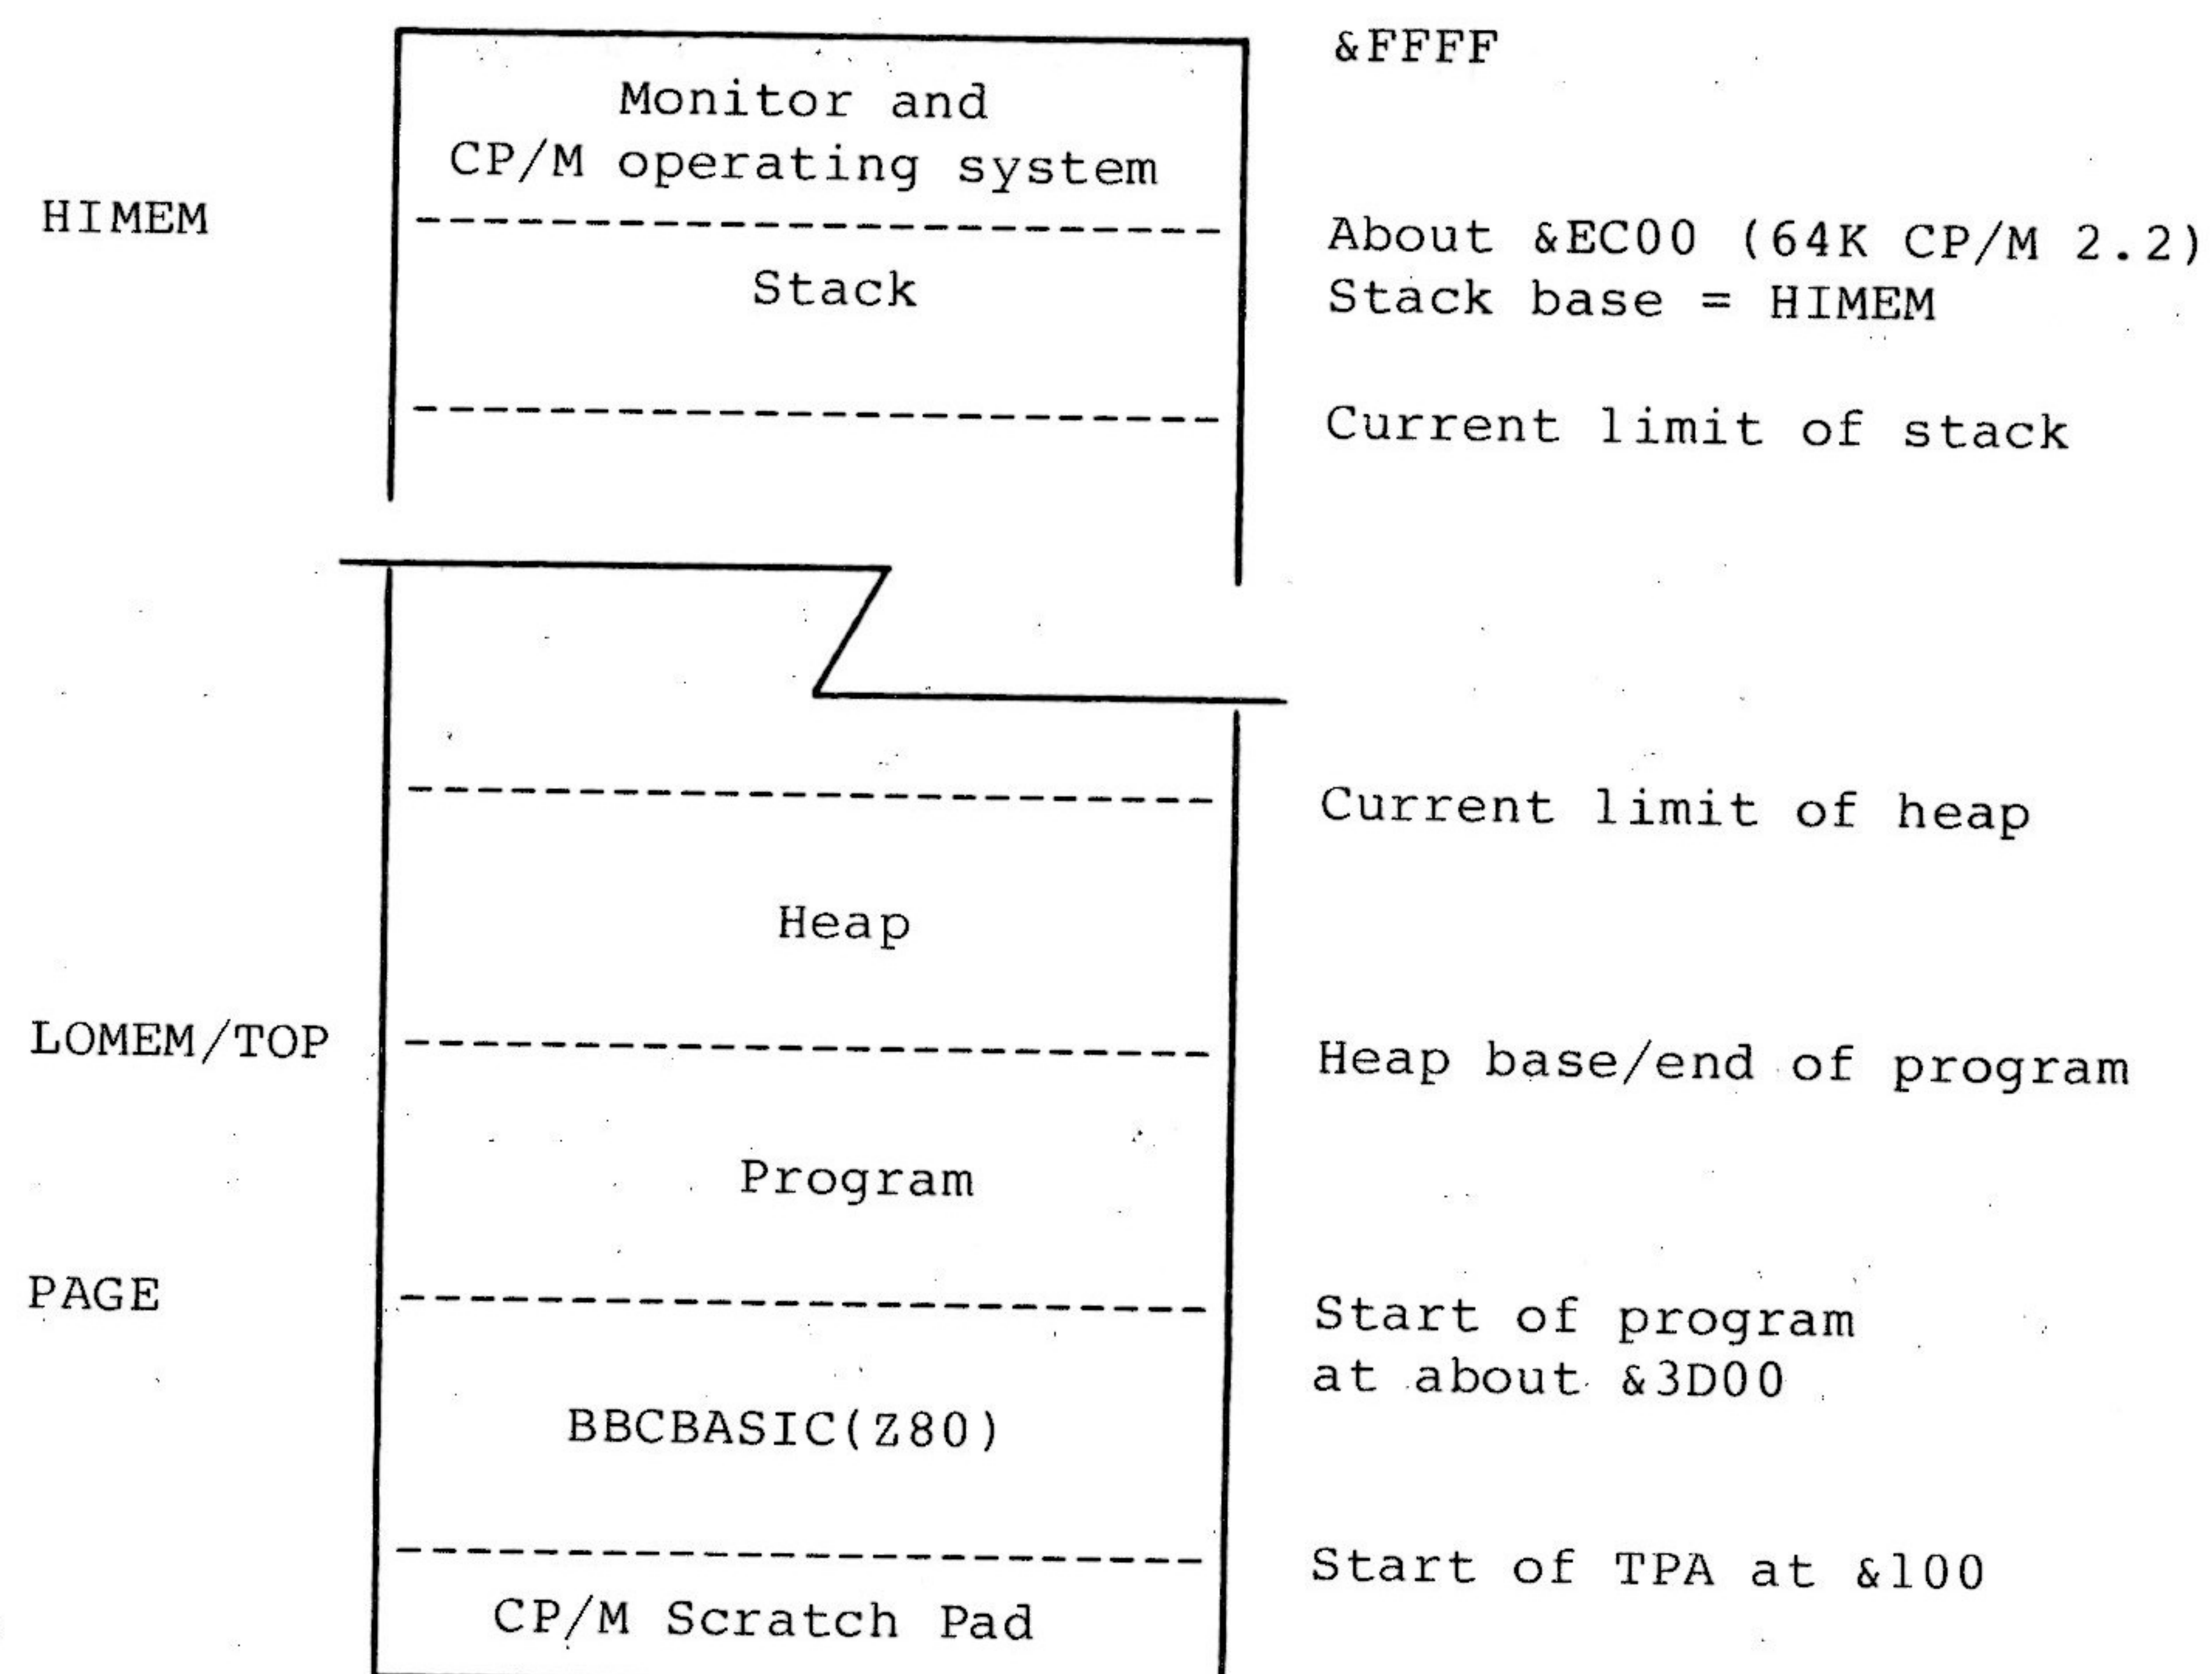 &FFFF
Monitor and
CP/M operating system
HIMEM
About &EC00 (64K CP/M 2.2)
Stack
Stack base = HIMEM
Current limit of stack
Current limit of heap
Heap
LOMEM/TOP
Heap base/end of program
Program
PAGE
Start of program
at about &3D00
BBCBASIC(Z80)
Start of TPA at &100
CP/M Scratch Pad